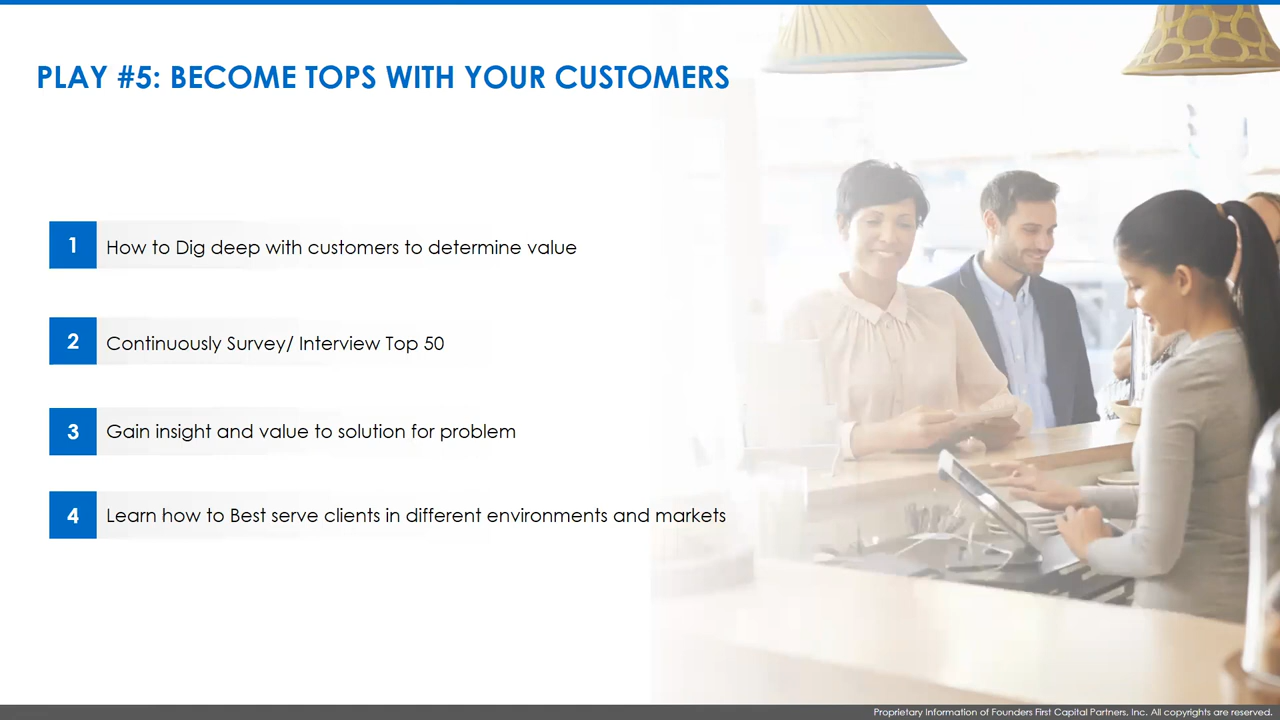 PLAY #5: BECOME TOPS WITH YOUR CUSTOMERS
1 How to Dig deep with customers to determine value
2 Continuously Survey/ Interview Top 50
3 Gain insight and value to solution for problem
4 Learn how to Best serve clients in different environments and markets
Proprietary Information of Founders First Capital Partners, Inc. All copyrights are reserved.